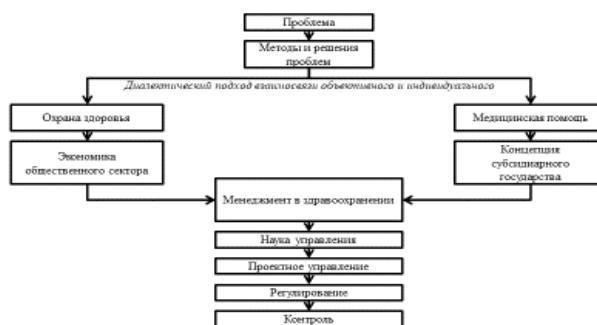 Проблема
Методы и решения
проблем
Диалектический подход взаимосвязи объективного и индивидуального
Охрана здоровья
Медицинская помощь
Экономика
общественного сектора
Концепция
субсидиарного
государства
Менеджмент в здравоохранении
Наука управления
Проектное управление
Регулирование
Контроль